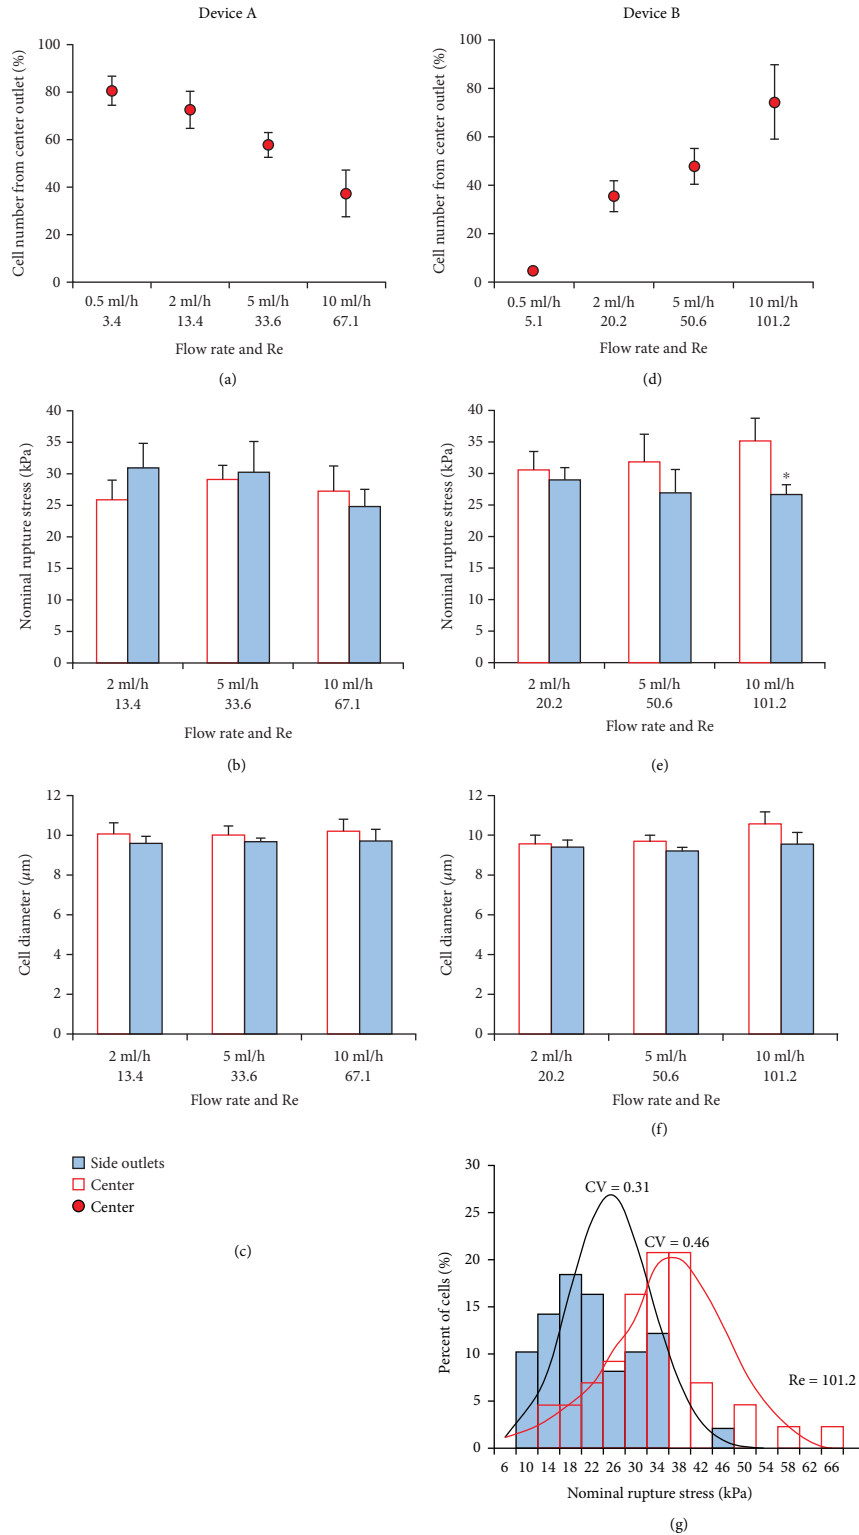 Device A
Cell number from center outlet (%)
100
80
60
40
20
0
0.5 ml/h 2 ml/h 5 ml/h 10 ml/h
3.4 13.4 33.6 67.1
Flow rate and Re
(a)
Device B
Cell number from center outlet (%)
100
80
60
40
20
0
0.5 ml/h 2 ml/h 5 ml/h 10 ml/h
5.1 20.2 50.6 101.2
Flow rate and Re
(d)
Nominal rupture stress (kPa)
40
35
30
25
20
15
10
5
0
2 ml/h 5 ml/h 10 ml/h
13.4 33.6 67.1
Flow rate and Re
(b)
Nominal rupture stress (kPa)
40
35
30
25
20
15
10
5
0
*
2 ml/h 5 ml/h 10 ml/h
20.2 50.6 101.2
Flow rate and Re
(e)
Cell diameter (μm)
12
10
8
6
4
2
0
2 ml/h 5 ml/h 10 ml/h
13.4 33.6 67.1
Flow rate and Re
Side outlets
Center
Center
(c)
Cell diameter (μm)
12
10
8
6
4
2
0
2 ml/h 5 ml/h 10 ml/h
20.2 50.6 101.2
Flow rate and Re
(f)
Percent of cells (%)
30
25
20
15
10
5
0
CV = 0.31
CV = 0.46
Re = 101.2
6 10 14 18 22 26 30 34 38 42 46 50 54 58 62 66
Nominal rupture stress (kPa)
(g)